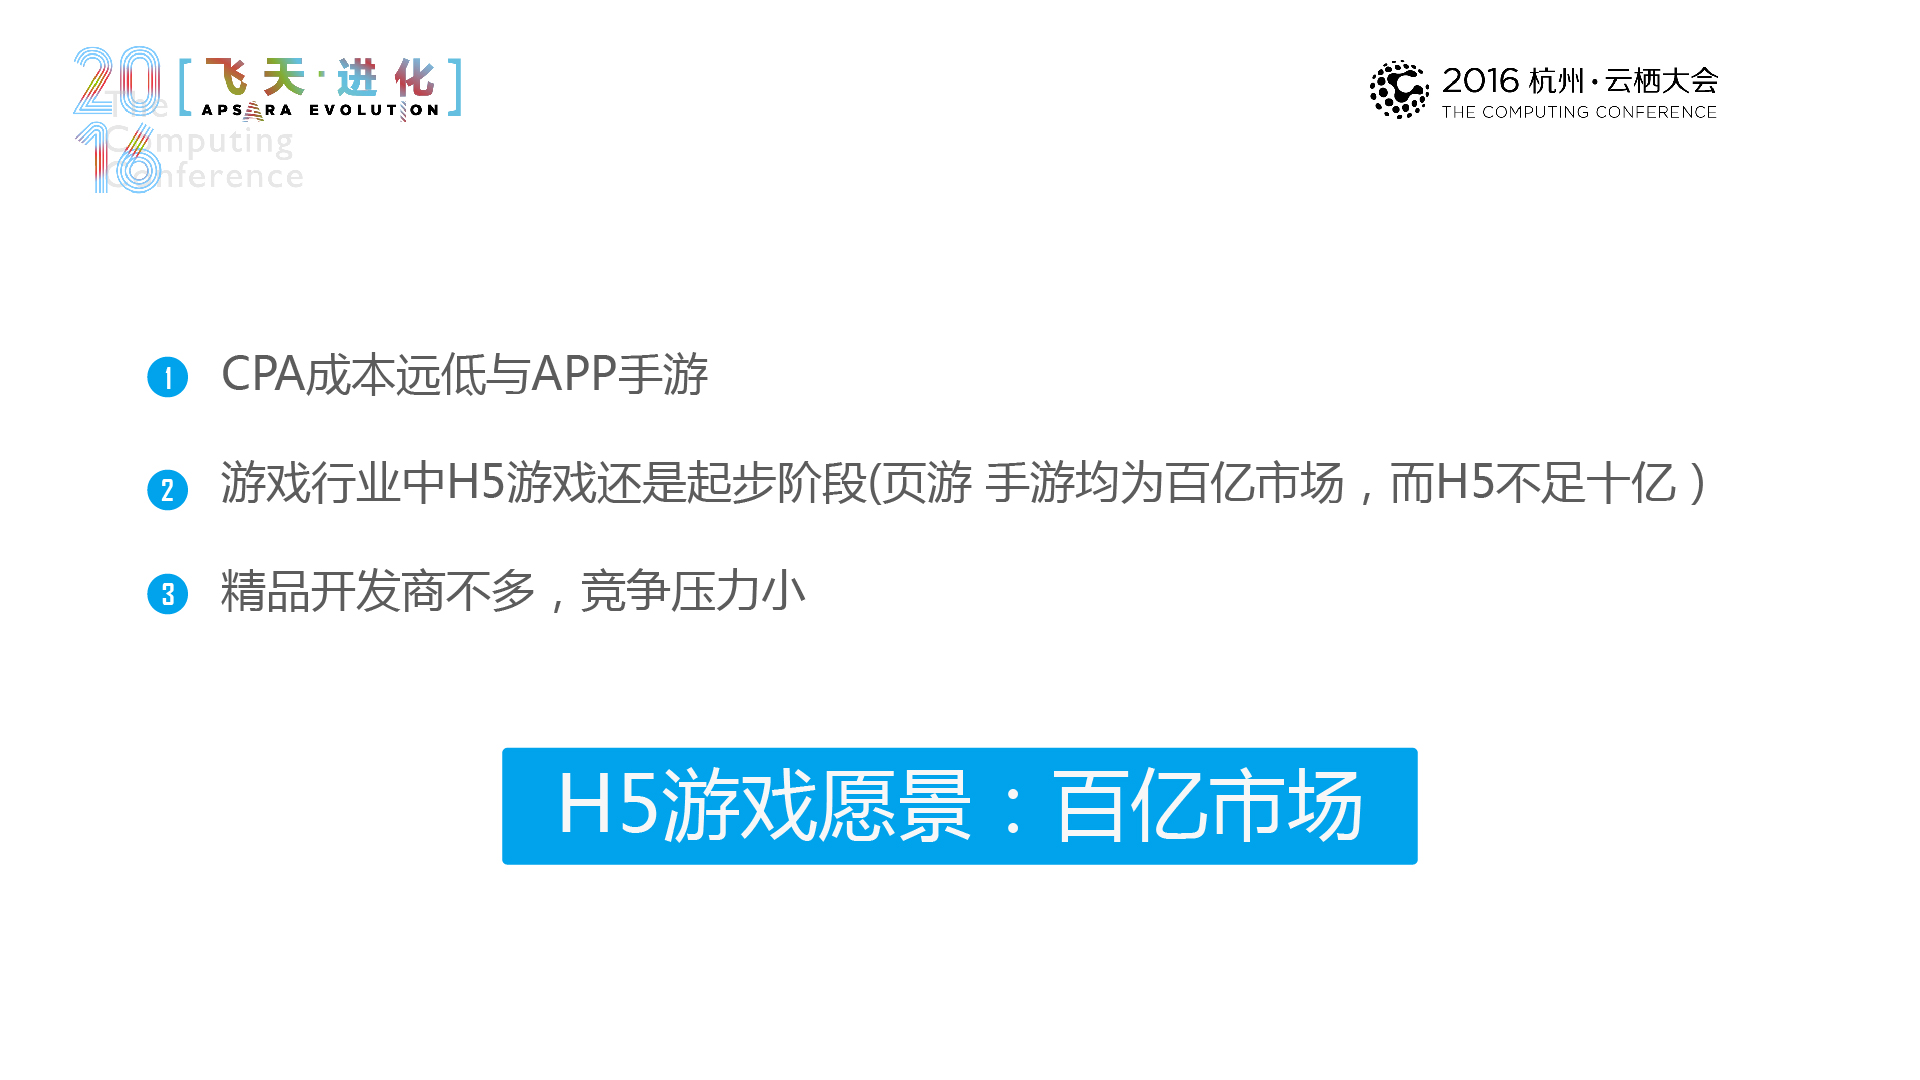 2016
[飞天·进化]
APSARA EVOLUTION
The
Computing
Conference
2016 杭州·云栖大会
THE COMPUTING CONFERENCE
1 CPA成本远低与APP手游
2 游戏行业中H5游戏还是起步阶段(页游 手游均为百亿市场，而H5不足十亿）
3 精品开发商不多，竞争压力小
H5游戏愿景：百亿市场